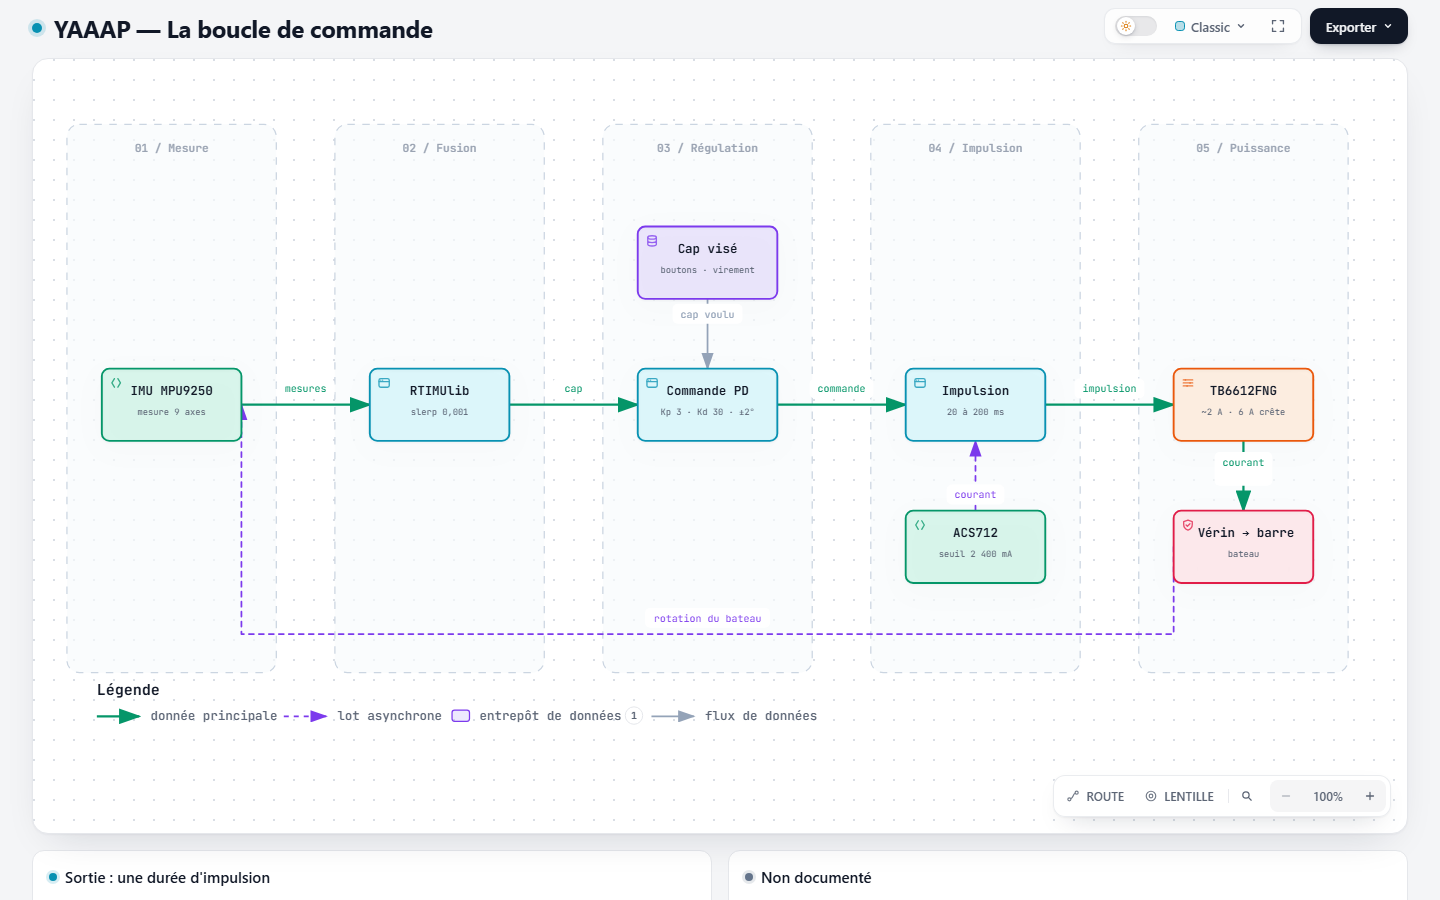 YAAAP — La boucle de commande
Classic
Exporter
01 / Mesure
02 / Fusion
03 / Régulation
04 / Impulsion
05 / Puissance
Cap visé
boutons · virement
cap voulu
IMU MPU9250
mesure 9 axes
mesures
RTIMUlib
slerp 0,001
cap
Commande PD
Kp 3 · Kd 30 · ±2°
commande
Impulsion
20 à 200 ms
impulsion
TB6612FNG
~2 A · 6 A crête
courant
courant
ACS712
seuil 2 400 mA
Vérin → barre
bateau
rotation du bateau
Légende
donnée principale
lot asynchrone
entrepôt de données 1
flux de données
ROUTE
LENTILLE
− 100% +
Sortie : une durée d'impulsion
Non documenté